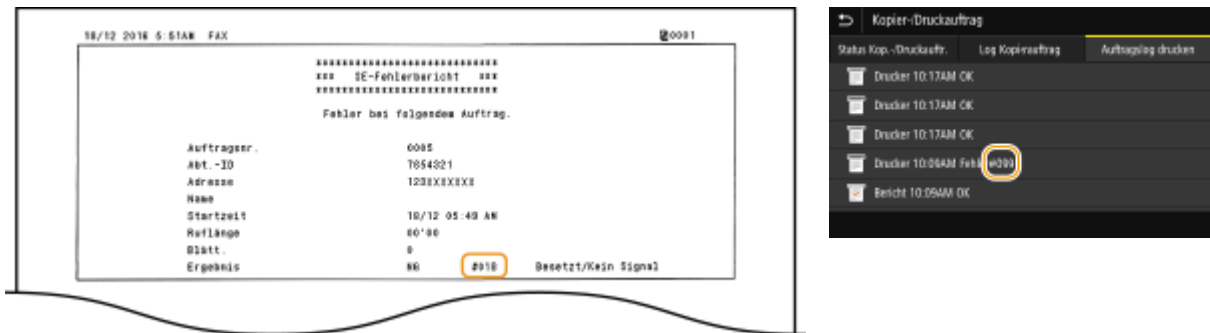 18/12 2016 5:51AM FAX 0001
*** SE-Fehlerbericht ***
Fehler bei folgendem Auftrag.
Auftragsnr. 0005
Abt.-ID 7654321
Adresse 123XXXXXXX
Name
Startzeit 18/12 05:49 AM
Ruflänge 00'00
Blätt. 0
Ergebnis NG #018 Besetzt/Kein Signal
Kopier-/Druckauftrag
Status Kop.-/Druckauftr. Log Kopierauftrag Auftragslog drucken
Drucker 10:17AM OK
Drucker 10:17AM OK
Drucker 10:17AM OK
Drucker 10:09AM #099
Bericht 10:09AM OK